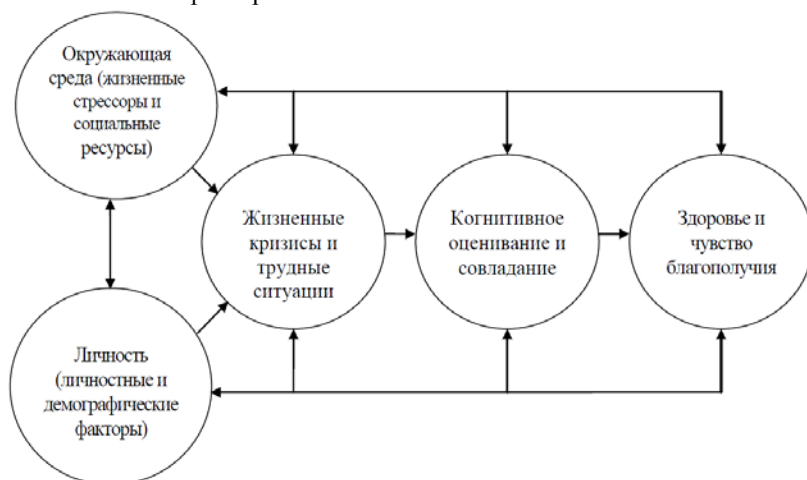 Окружающая
среда (жизненные
стрессоры и
социальные
ресурсы)
Жизненные
кризисы и
трудные
ситуации
Когнитивное
оценивание и
совладание
Здоровье и
чувство
благополучия
Личность
(личностные и
демографические
факторы)